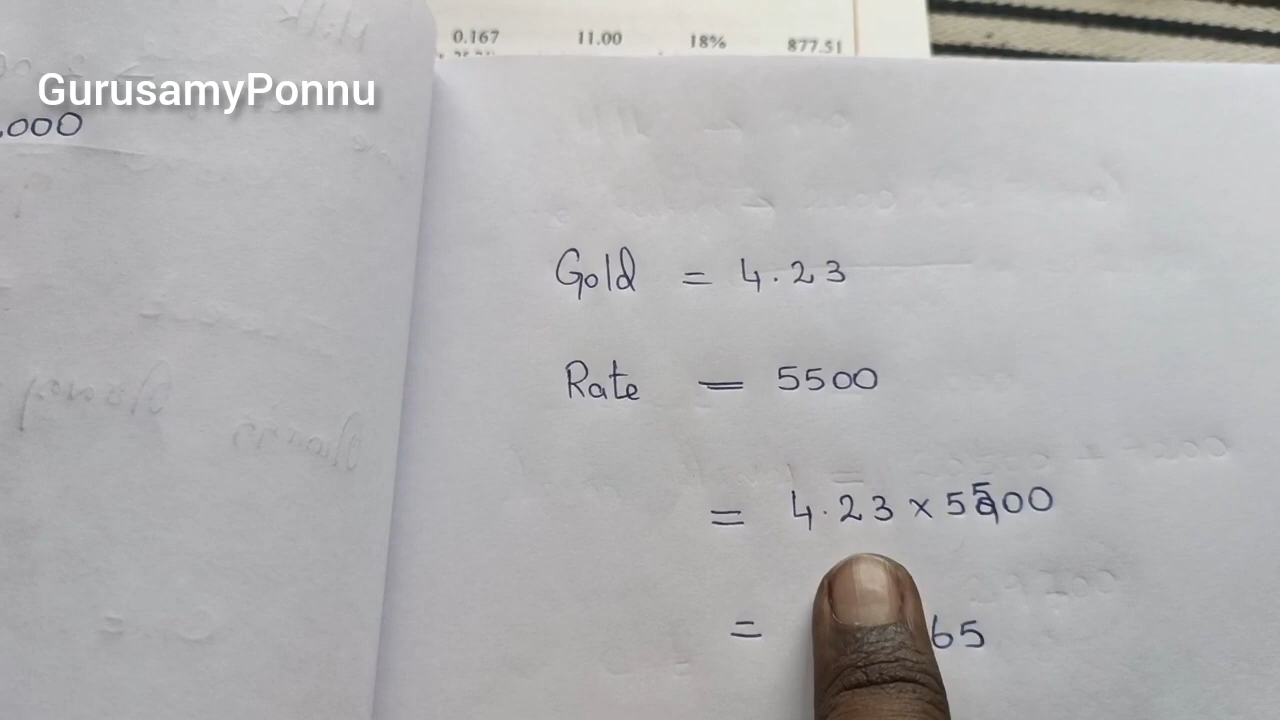 0.167 11.00 18% 877.51
GurusamyPonnu
.000
Gold = 4.23
Rate = 5500
= 4.23 x 5500
= 65